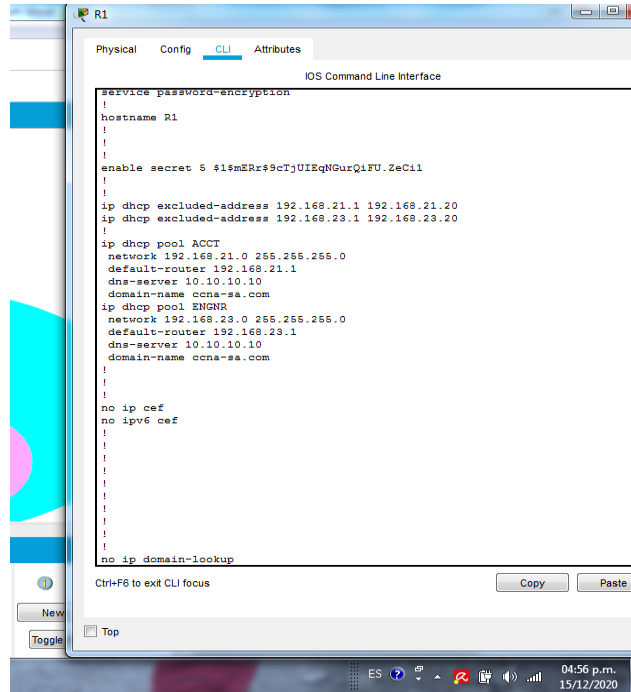 R1
Physical Config CLI Attributes
IOS Command Line Interface
service password-encryption
!
hostname R1
!
!
!
enable secret 5 $1$mERr$9cTjUIEqNGurQiFU.ZeCi1
!
!
ip dhcp excluded-address 192.168.21.1 192.168.21.20
ip dhcp excluded-address 192.168.23.1 192.168.23.20
!
ip dhcp pool ACCT
network 192.168.21.0 255.255.255.0
default-router 192.168.21.1
dns-server 10.10.10.10
domain-name ccna-sa.com
ip dhcp pool ENGNR
network 192.168.23.0 255.255.255.0
default-router 192.168.23.1
dns-server 10.10.10.10
domain-name ccna-sa.com
!
!
!
no ip cef
no ipv6 cef
!
!
!
!
!
!
!
!
!
!
no ip domain-lookup
Ctrl+F6 to exit CLI focus
Copy Paste
New
Toggle
Top
ES
04:56 p.m.
15/12/2020